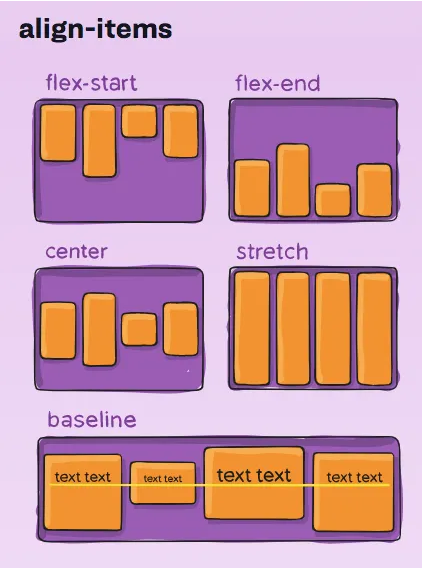 align-items
flex-start
flex-end
center
stretch
baseline
text text
text text
text text
text text